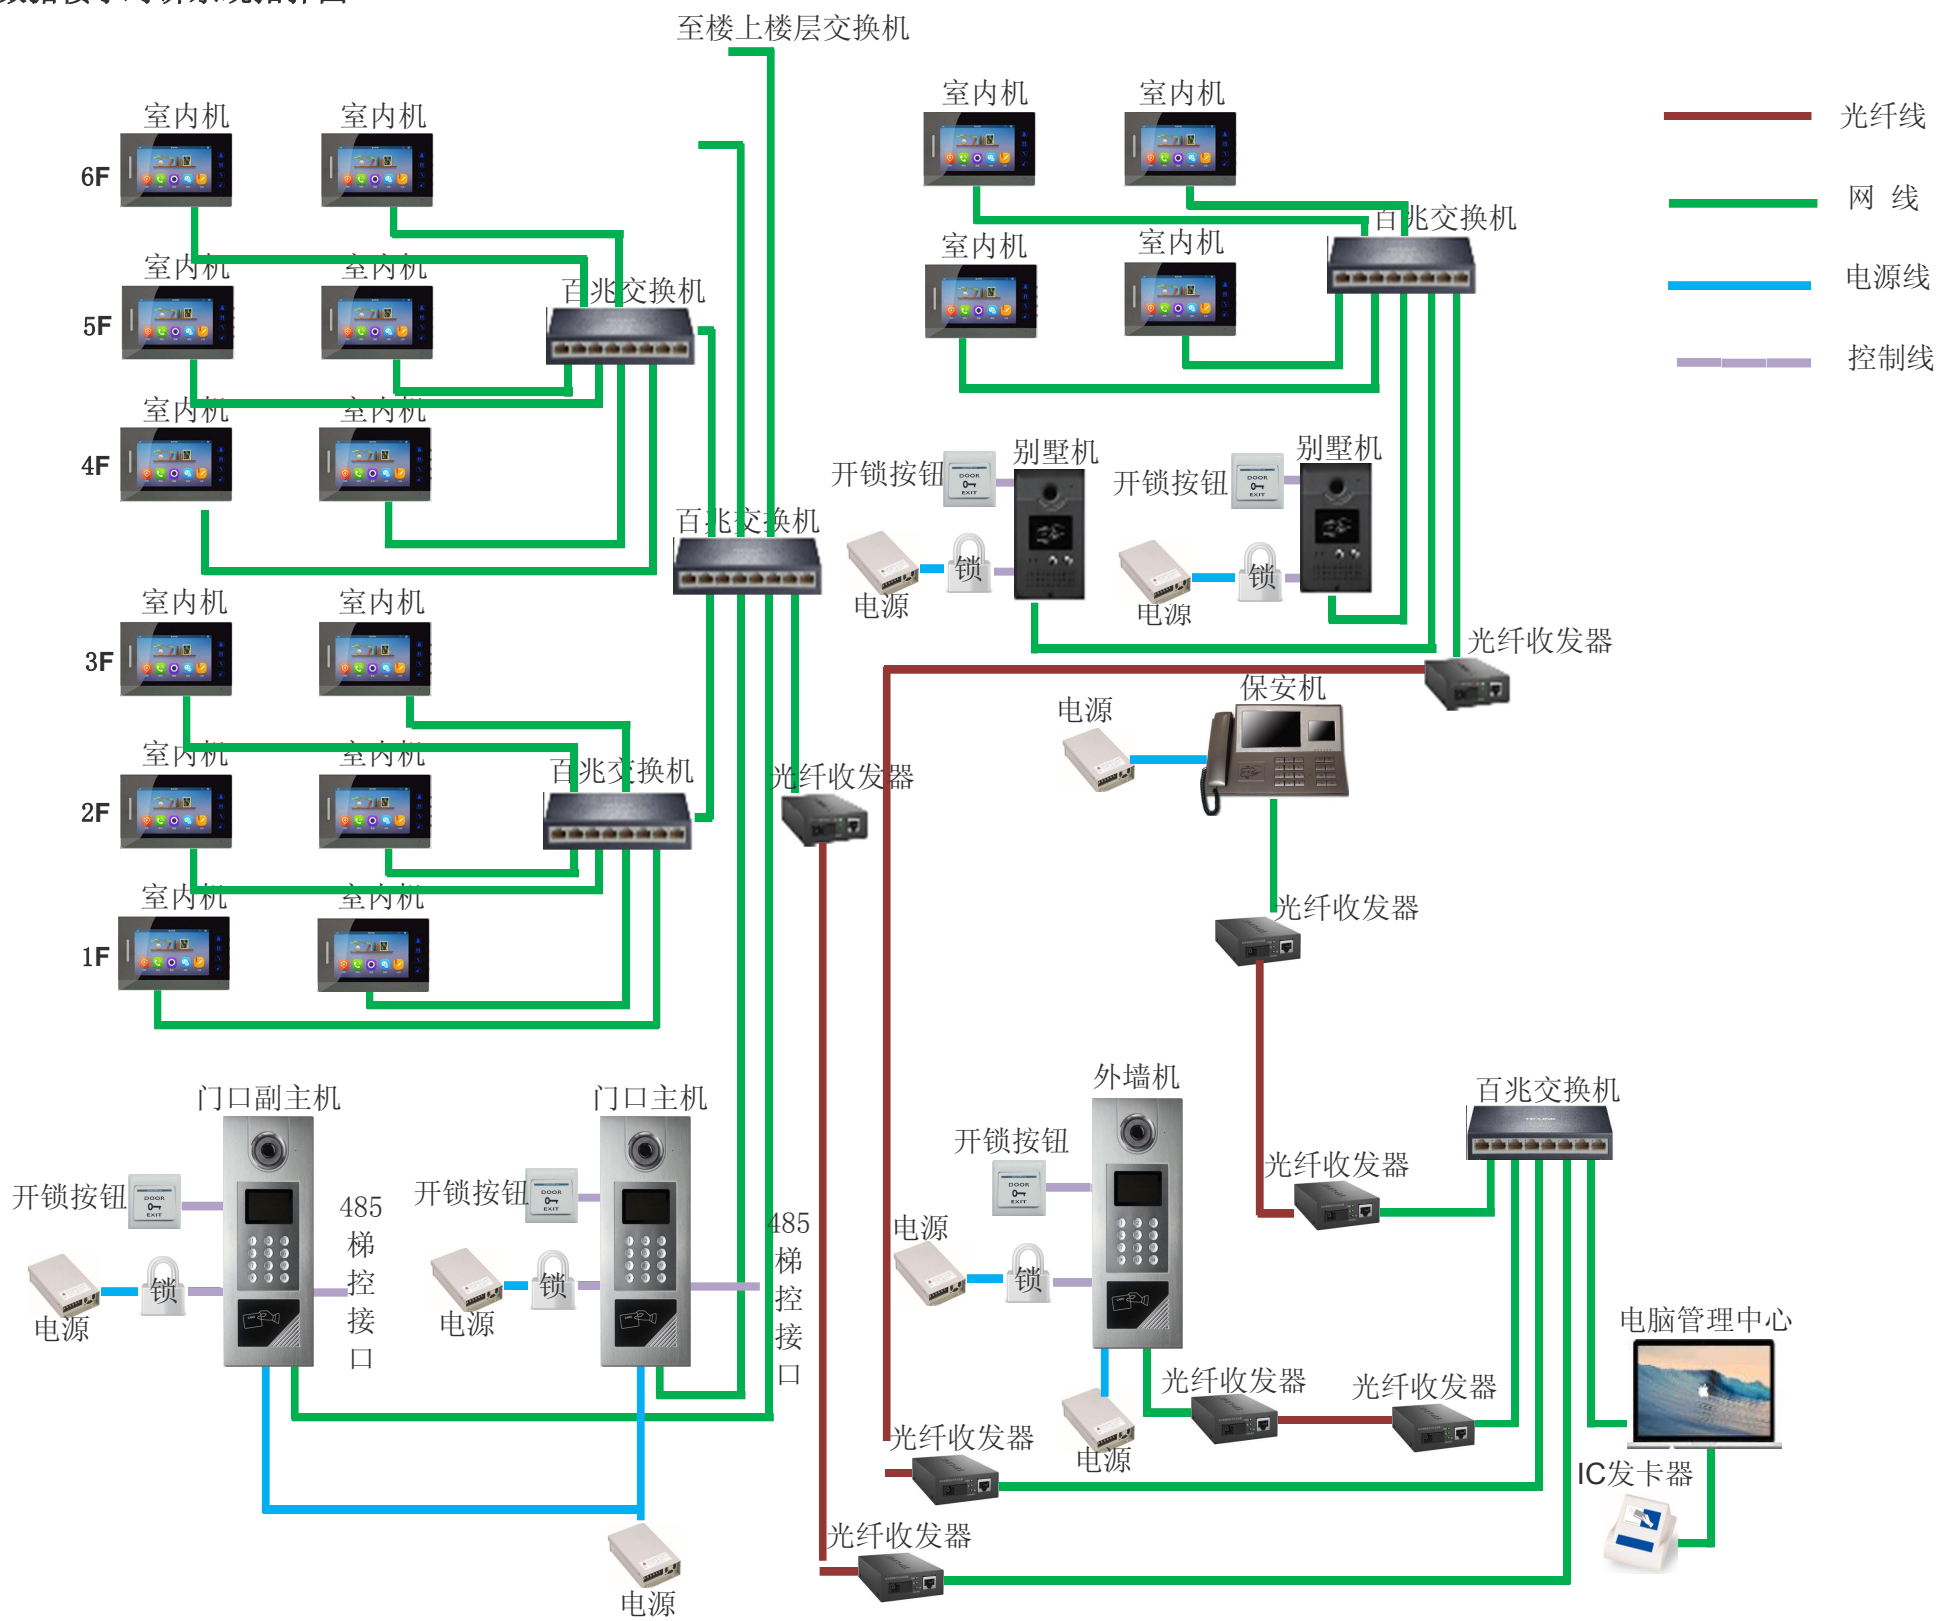 至楼上楼层交换机
室内机
室内机
室内机
室内机
光纤线
6F
网 线
百兆交换机
室内机
室内机
室内机
室内机
电源线
百兆交换机
5F
控制线
室内机
室内机
4F
别墅机
别墅机
开锁按钮
DOOR
EXIT
开锁按钮
DOOR
EXIT
百兆交换机
锁
锁
电源
电源
室内机
室内机
3F
光纤收发器
保安机
电源
室内机
室内机
百兆交换机
光纤收发器
2F
室内机
室内机
光纤收发器
1F
外墙机
百兆交换机
门口副主机
门口主机
开锁按钮
光纤收发器
DOOR
EXIT
开锁按钮
DOOR
EXIT
开锁按钮
DOOR
EXIT
485
梯
控
接
口
485
梯
控
接
口
电源
锁
锁
锁
电源
电源
电脑管理中心
光纤收发器
光纤收发器
光纤收发器
电源
IC发卡器
光纤收发器
电源